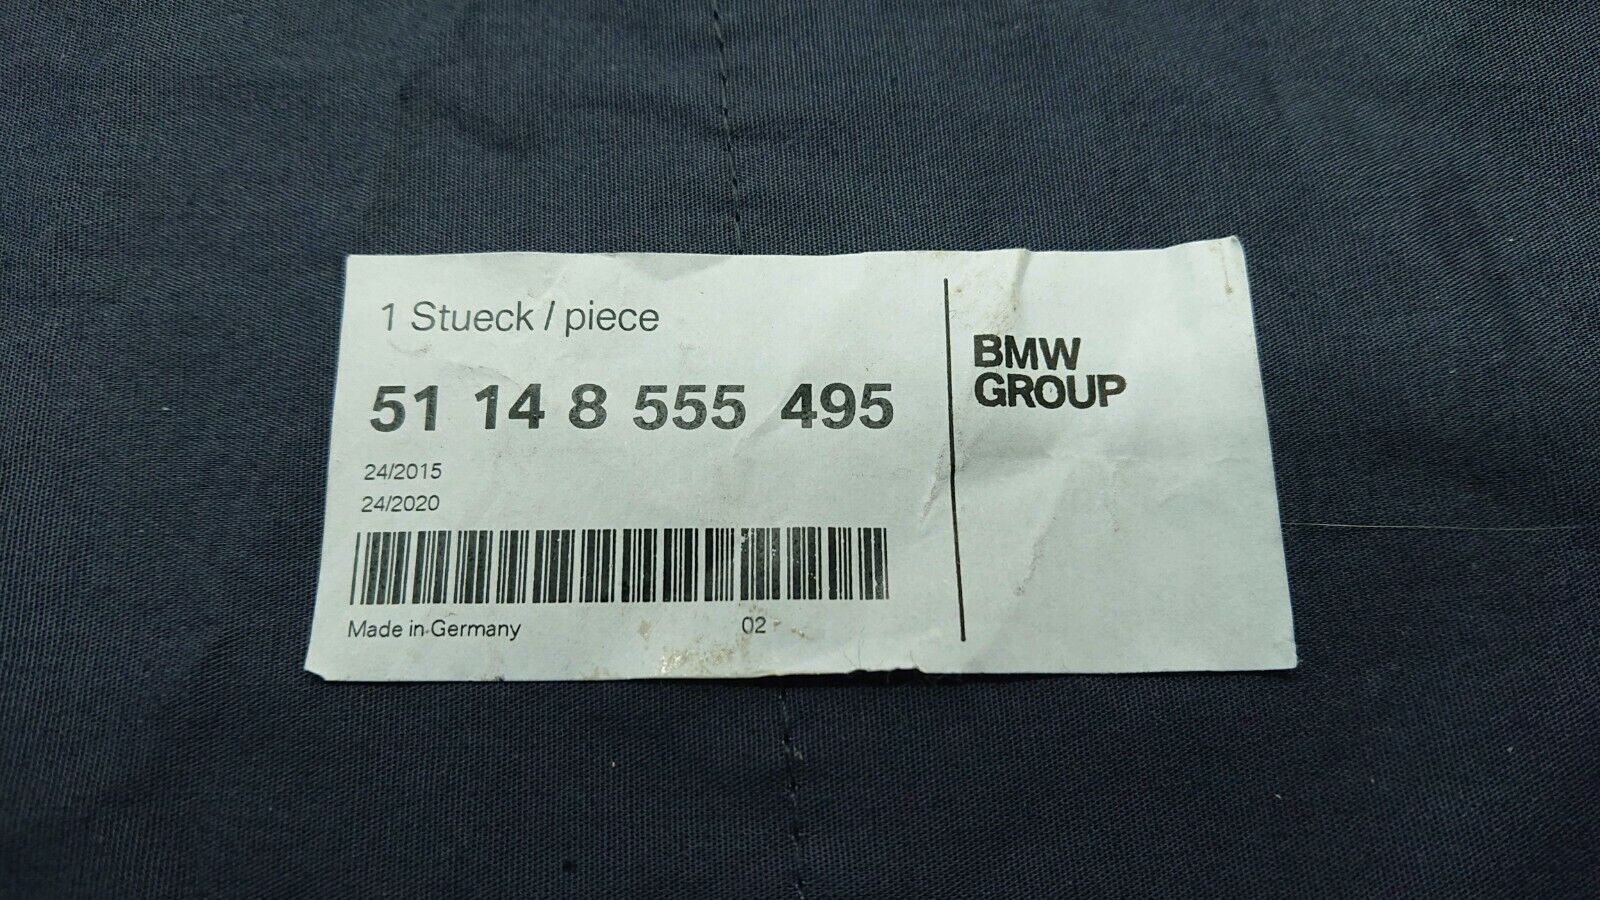 1 Stueck / piece
51 14 8 555 495
24/2015
24/2020
Made in Germany 02
BMW
GROUP